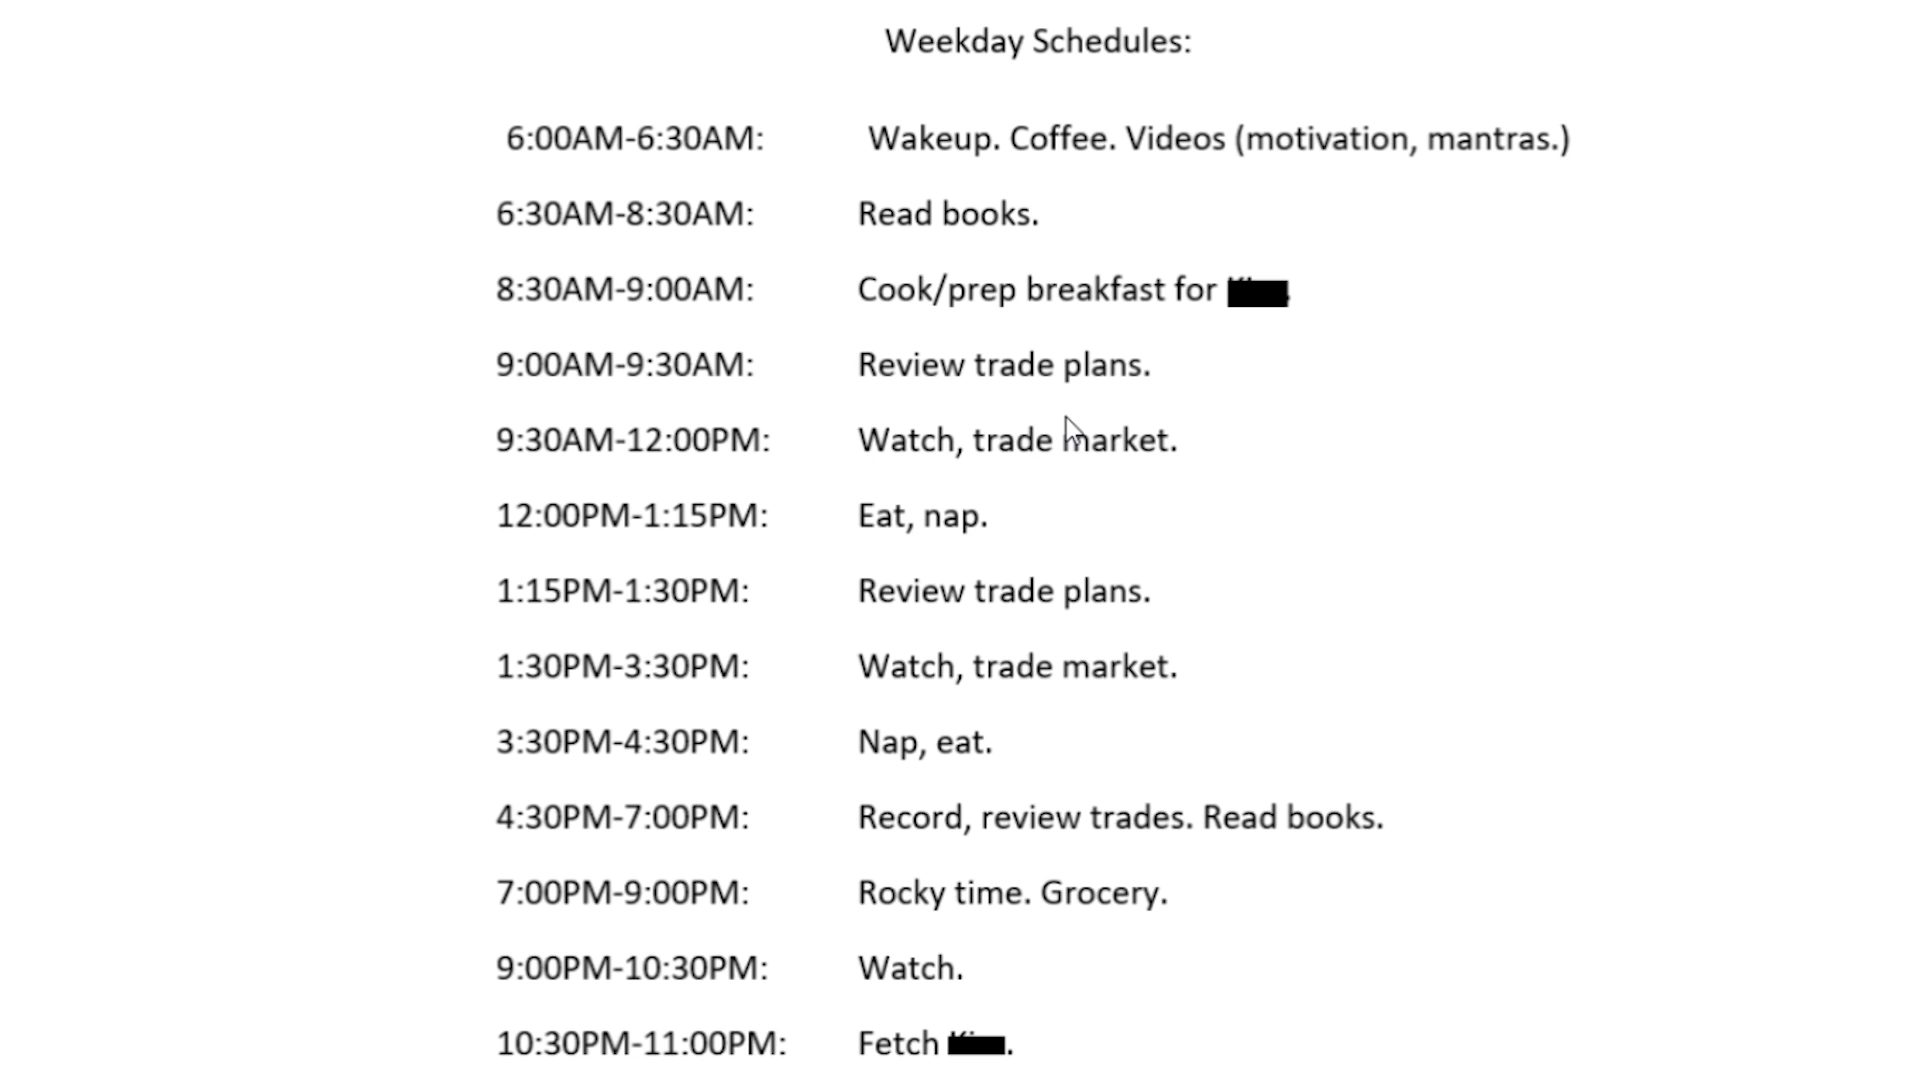 Weekday Schedules:
6:00AM-6:30AM: Wakeup. Coffee. Videos (motivation, mantras.)
6:30AM-8:30AM: Read books.
8:30AM-9:00AM: Cook/prep breakfast for
9:00AM-9:30AM: Review trade plans.
9:30AM-12:00PM: Watch, trade market.
12:00PM-1:15PM: Eat, nap.
1:15PM-1:30PM: Review trade plans.
1:30PM-3:30PM: Watch, trade market.
3:30PM-4:30PM: Nap, eat.
4:30PM-7:00PM: Record, review trades. Read books.
7:00PM-9:00PM: Rocky time. Grocery.
9:00PM-10:30PM: Watch.
10:30PM-11:00PM: Fetch .